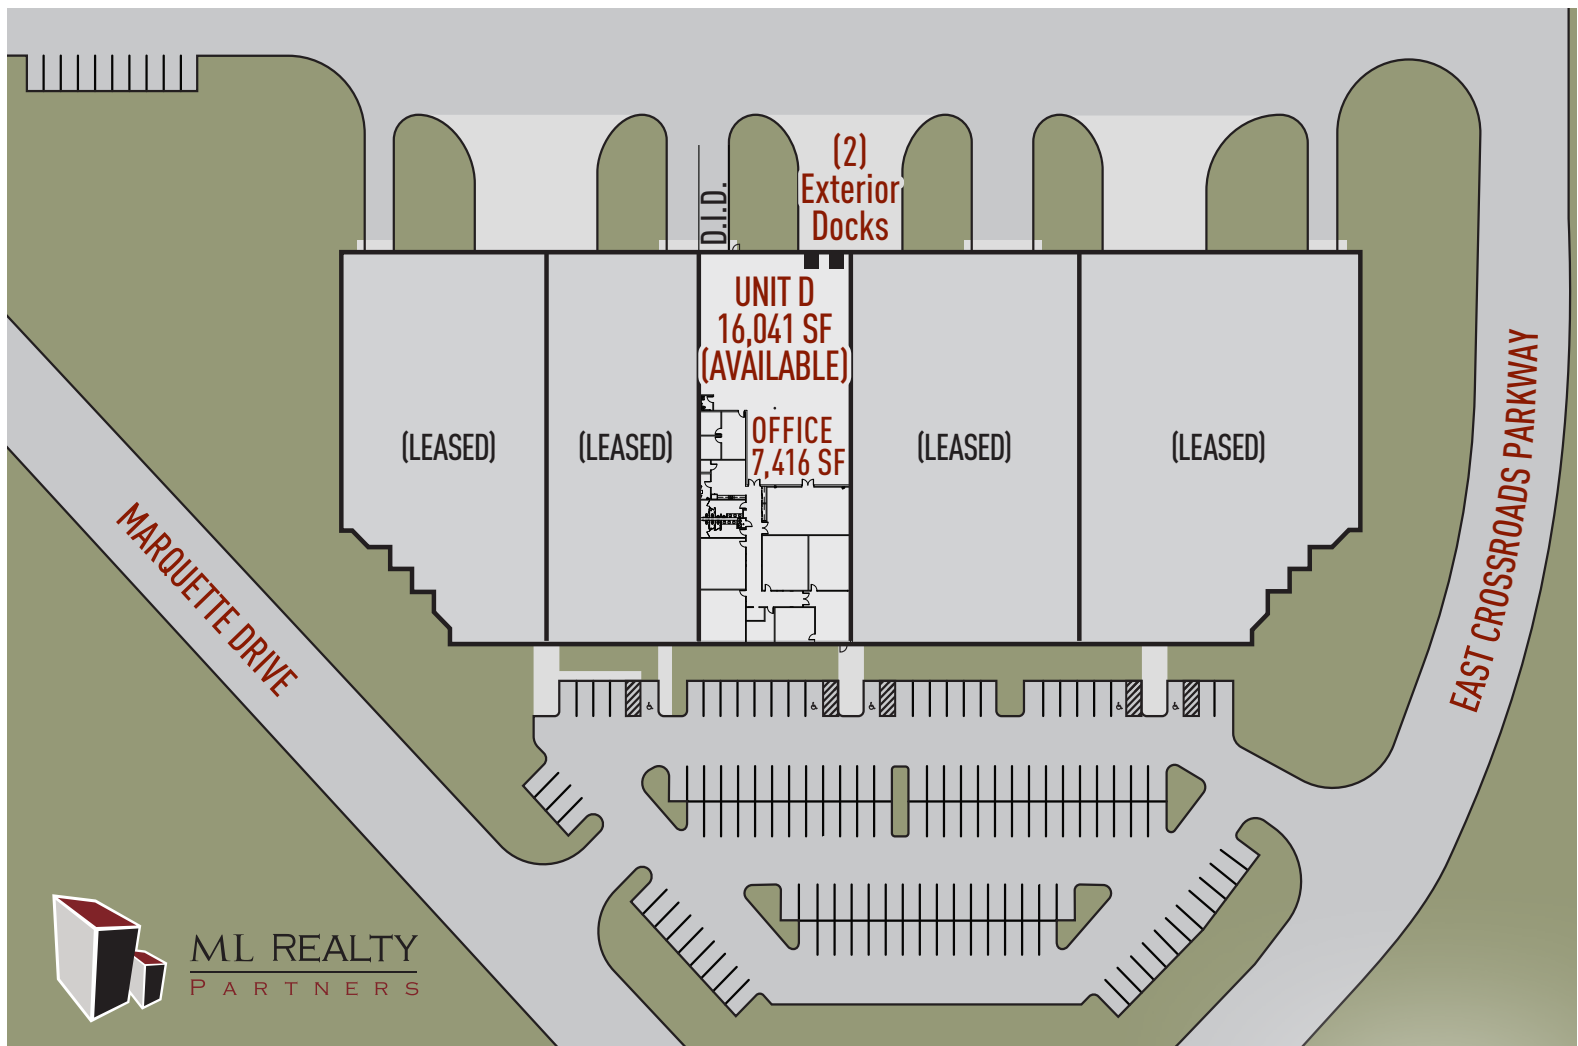 (2)
Exterior
Docks
D.I.D.
UNIT D
16,041 SF
(AVAILABLE)
OFFICE
7,416 SF
(LEASED)
(LEASED)
(LEASED)
(LEASED)
MARQUETTE DRIVE
EAST CROSSROADS PARKWAY
ML REALTY
PARTNERS